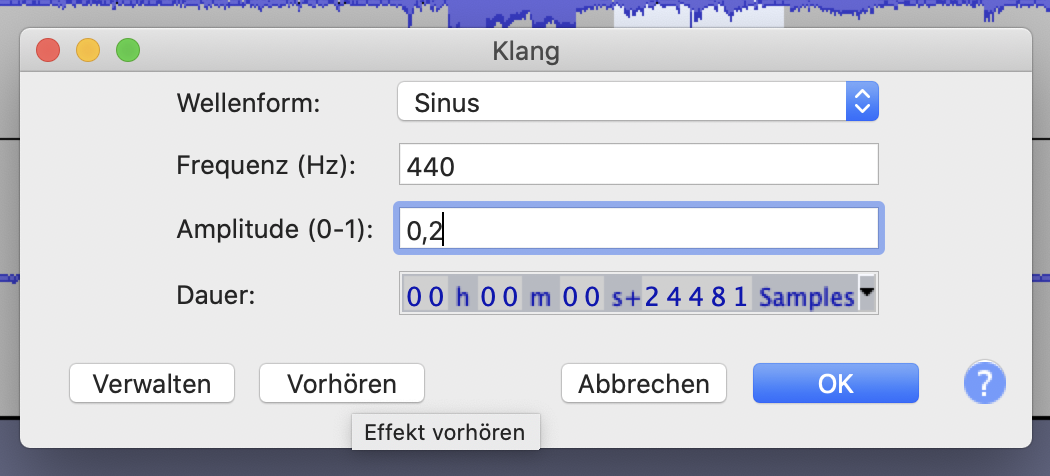 Klang
Wellenform: Sinus
Frequenz (Hz): 440
Amplitude (0-1): 0,2
Dauer: 00 h 00 m 00 s+24481 Samples
Verwalten Vorhören Abbrechen OK ?
Effekt vorhören